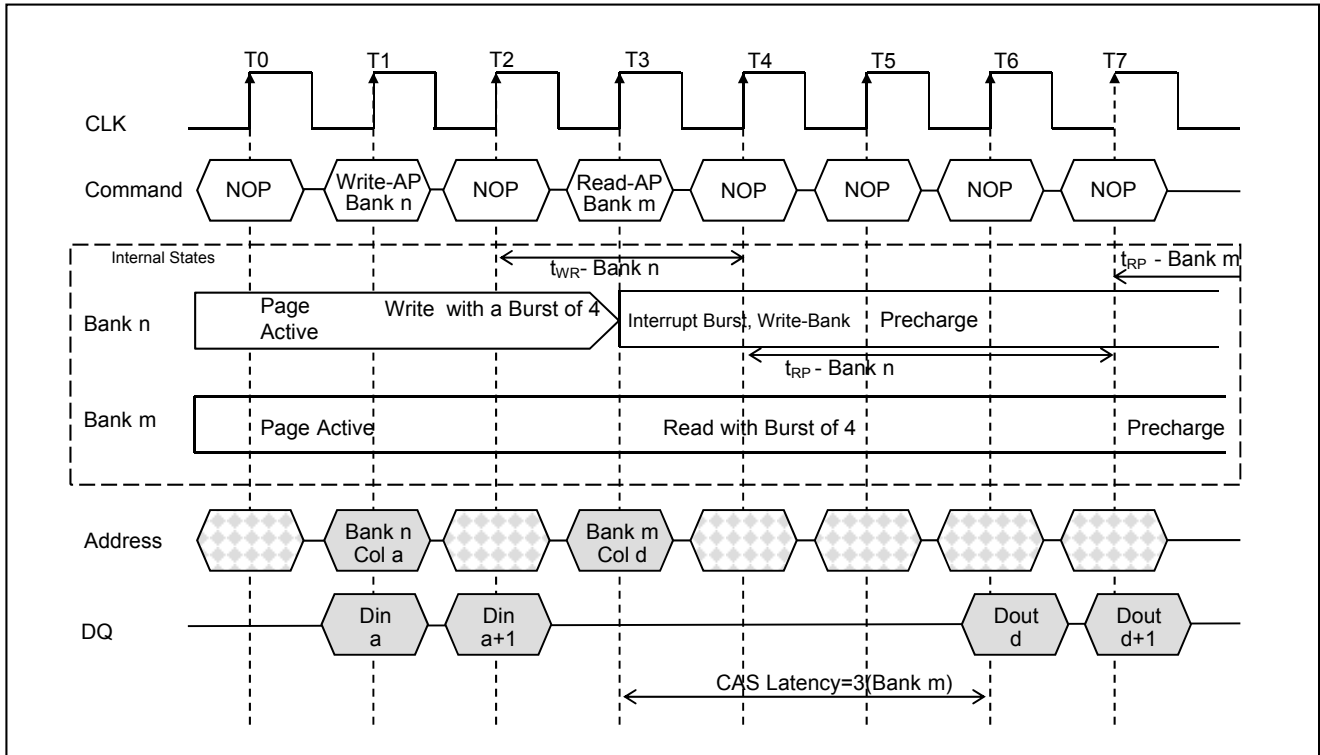 T0 T1 T2 T3 T4 T5 T6 T7
CLK
Command
NOP
Write-AP
Bank n
NOP
Read-AP
Bank m
NOP
NOP
NOP
NOP
Internal States
tWR- Bank n
tRP - Bank m
Bank n
Page
Active
Write with a Burst of 4
Interrupt Burst, Write-Bank
Precharge
tRP - Bank n
Bank m
Page Active
Read with Burst of 4
Precharge
Address
Bank n
Col a
Bank m
Col d
DQ
Din
a
Din
a+1
Dout
d
Dout
d+1
CAS Latency=3(Bank m)